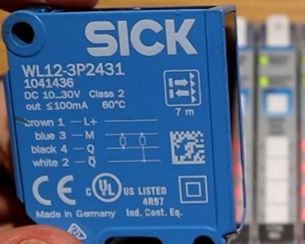 SICK
WL12-3P2431
1041436
DC 10...30V Class 2
out ≤100mA 60°C
7 m
brown 1 L+
blue 3 M
black 4 Q
white 2 Q̅
CE c UL US LISTED
4R97
Made in Germany Ind. Cont. Eq.